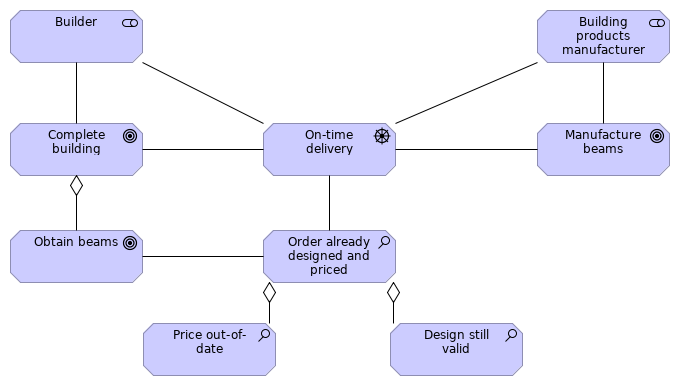 Builder
Building
products
manufacturer
Complete
building
On-time
delivery
Manufacture
beams
Obtain beams
Order already
designed and
priced
Price out-of-
date
Design still
valid